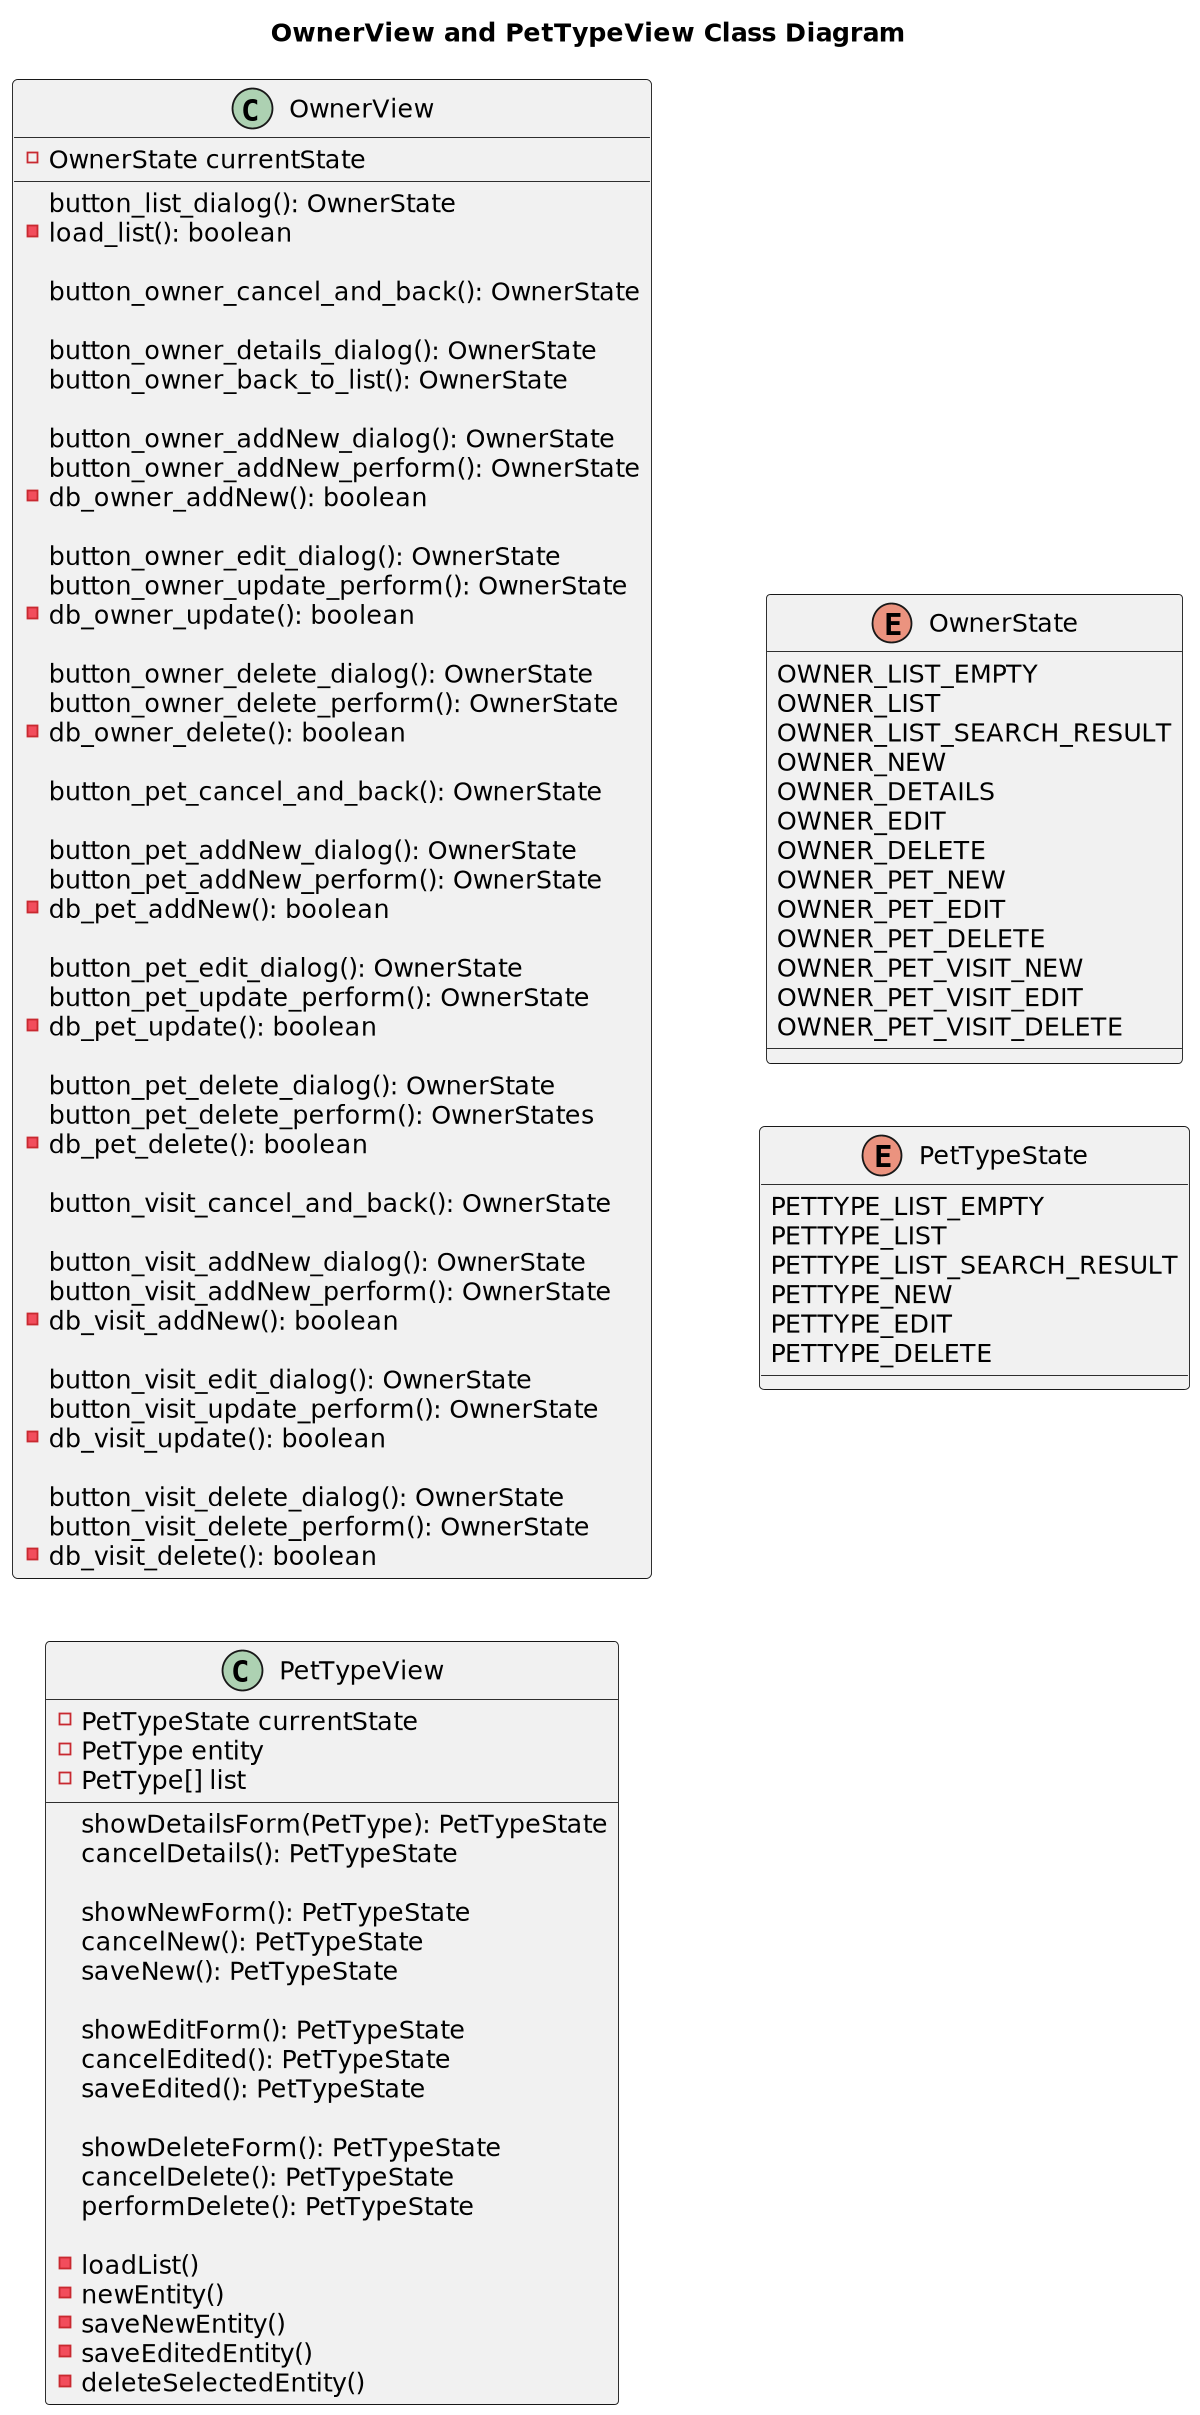 OwnerView and PetTypeView Class Diagram
C OwnerView
OwnerState currentState
button_list_dialog(): OwnerState
load_list(): boolean
button_owner_cancel_and_back(): OwnerState
button_owner_details_dialog(): OwnerState
button_owner_back_to_list(): OwnerState
button_owner_addNew_dialog(): OwnerState
button_owner_addNew_perform(): OwnerState
db_owner_addNew(): boolean
button_owner_edit_dialog(): OwnerState
button_owner_update_perform(): OwnerState
db_owner_update(): boolean
button_owner_delete_dialog(): OwnerState
button_owner_delete_perform(): OwnerState
db_owner_delete(): boolean
button_pet_cancel_and_back(): OwnerState
button_pet_addNew_dialog(): OwnerState
button_pet_addNew_perform(): OwnerState
db_pet_addNew(): boolean
button_pet_edit_dialog(): OwnerState
button_pet_update_perform(): OwnerState
db_pet_update(): boolean
button_pet_delete_dialog(): OwnerState
button_pet_delete_perform(): OwnerStates
db_pet_delete(): boolean
button_visit_cancel_and_back(): OwnerState
button_visit_addNew_dialog(): OwnerState
button_visit_addNew_perform(): OwnerState
db_visit_addNew(): boolean
button_visit_edit_dialog(): OwnerState
button_visit_update_perform(): OwnerState
db_visit_update(): boolean
button_visit_delete_dialog(): OwnerState
button_visit_delete_perform(): OwnerState
db_visit_delete(): boolean
E OwnerState
OWNER_LIST_EMPTY
OWNER_LIST
OWNER_LIST_SEARCH_RESULT
OWNER_NEW
OWNER_DETAILS
OWNER_EDIT
OWNER_DELETE
OWNER_PET_NEW
OWNER_PET_EDIT
OWNER_PET_DELETE
OWNER_PET_VISIT_NEW
OWNER_PET_VISIT_EDIT
OWNER_PET_VISIT_DELETE
E PetTypeState
PETTYPE_LIST_EMPTY
PETTYPE_LIST
PETTYPE_LIST_SEARCH_RESULT
PETTYPE_NEW
PETTYPE_EDIT
PETTYPE_DELETE
C PetTypeView
PetTypeState currentState
PetType entity
PetType[] list
showDetailsForm(PetType): PetTypeState
cancelDetails(): PetTypeState
showNewForm(): PetTypeState
cancelNew(): PetTypeState
saveNew(): PetTypeState
showEditForm(): PetTypeState
cancelEdited(): PetTypeState
saveEdited(): PetTypeState
showDeleteForm(): PetTypeState
cancelDelete(): PetTypeState
performDelete(): PetTypeState
loadList()
newEntity()
saveNewEntity()
saveEditedEntity()
deleteSelectedEntity()